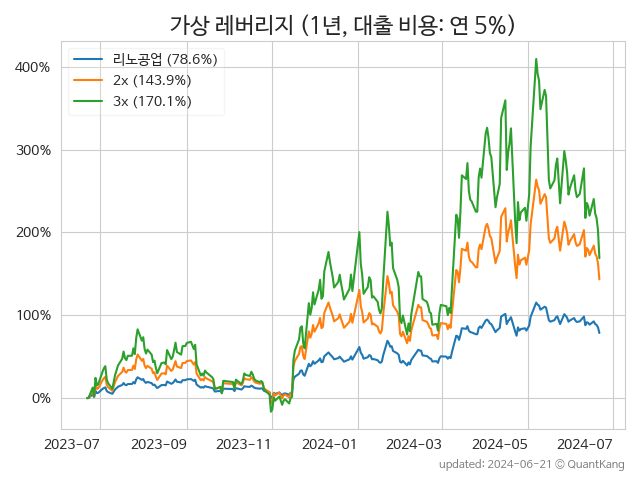 가상 레버리지 (1년, 대출 비용: 연 5%)
리노공업 (78.6%)
2x (143.9%)
3x (170.1%)
400%
300%
200%
100%
0%
2023-07 2023-09 2023-11 2024-01 2024-03 2024-05 2024-07
updated: 2024-06-21 © QuantKang